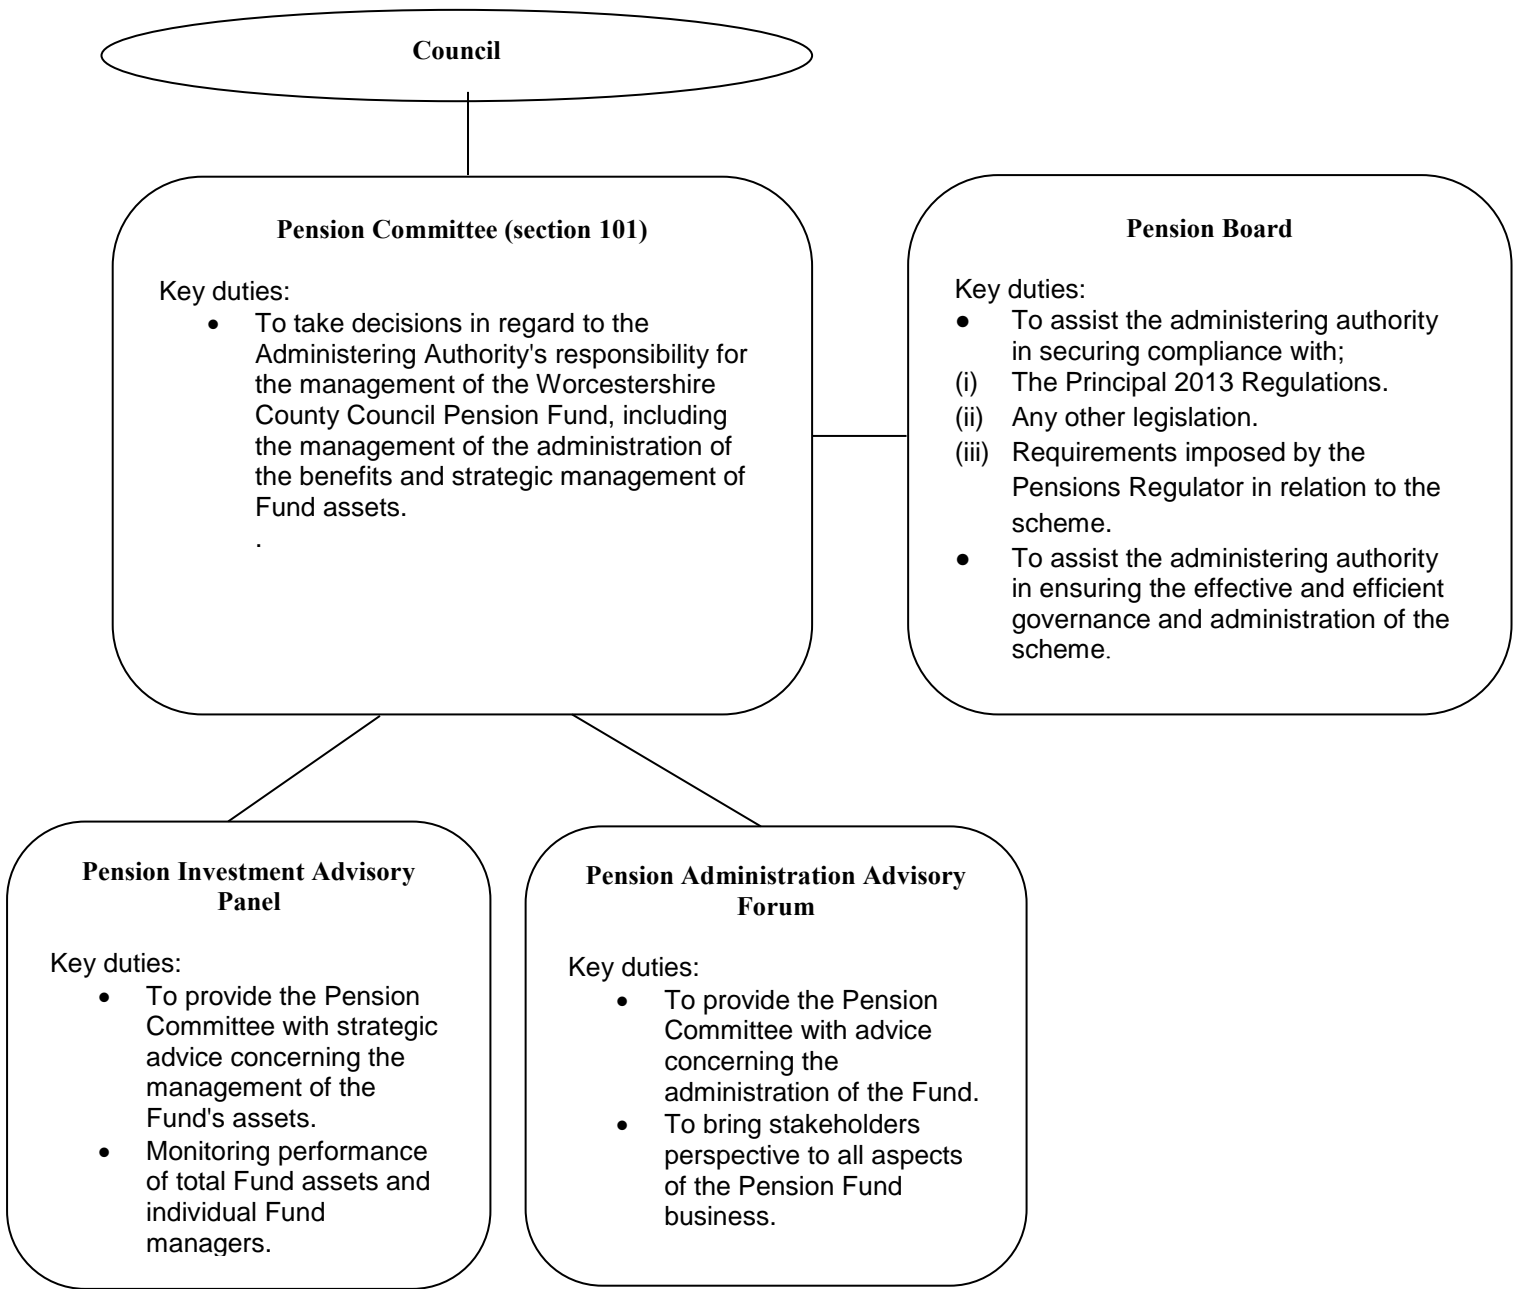 Council
Pension Committee (section 101)
Key duties:
• To take decisions in regard to the
Administering Authority's responsibility for
the management of the Worcestershire
County Council Pension Fund, including
the management of the administration of
the benefits and strategic management of
Fund assets.
.
Pension Board
Key duties:
● To assist the administering authority
in securing compliance with;
(i) The Principal 2013 Regulations.
(ii) Any other legislation.
(iii) Requirements imposed by the
Pensions Regulator in relation to the
scheme.
● To assist the administering authority
in ensuring the effective and efficient
governance and administration of the
scheme.
Pension Investment Advisory
Panel
Key duties:
• To provide the Pension
Committee with strategic
advice concerning the
management of the
Fund's assets.
• Monitoring performance
of total Fund assets and
individual Fund
managers.
Pension Administration Advisory
Forum
Key duties:
• To provide the Pension
Committee with advice
concerning the
administration of the Fund.
• To bring stakeholders
perspective to all aspects
of the Pension Fund
business.